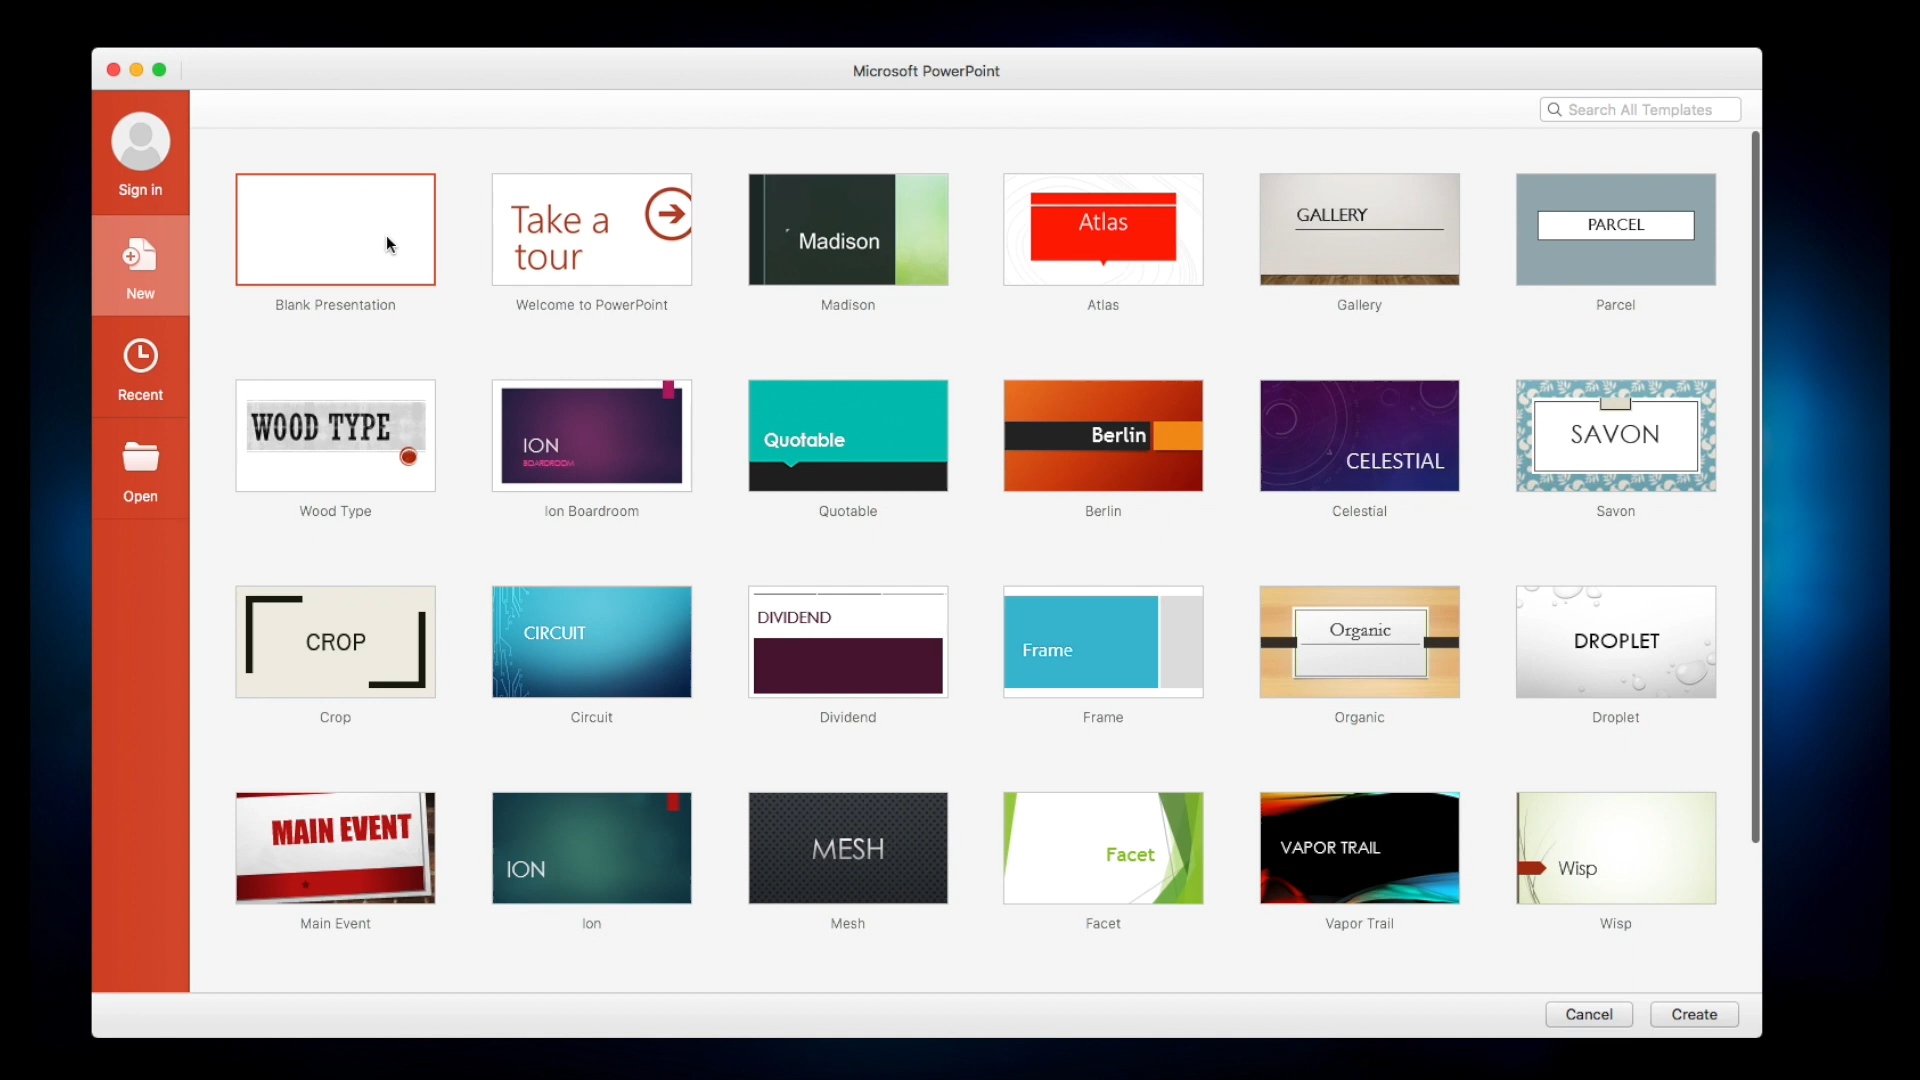 Microsoft PowerPoint
Search All Templates
Sign in
New
Recent
Open
Take a
tour
Madison
Atlas
GALLERY
PARCEL
Blank Presentation
Welcome to PowerPoint
Madison
Atlas
Gallery
Parcel
WOOD TYPE
ION
BOARDROOM
Quotable
Berlin
CELESTIAL
SAVON
Wood Type
Ion Boardroom
Quotable
Berlin
Celestial
Savon
CROP
CIRCUIT
DIVIDEND
Frame
Organic
DROPLET
Crop
Circuit
Dividend
Frame
Organic
Droplet
MAIN EVENT
ION
MESH
Facet
VAPOR TRAIL
Wisp
Main Event
Ion
Mesh
Facet
Vapor Trail
Wisp
Cancel
Create